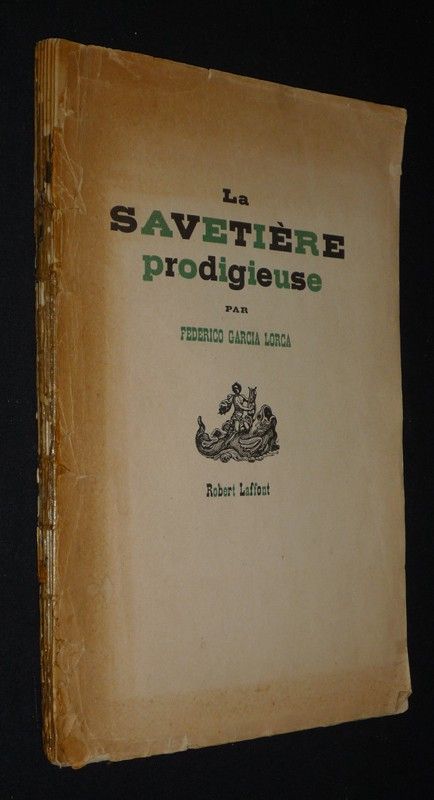 La
SAVETIÈRE
prodigieuse
PAR
FEDERICO GARCIA LORCA
Robert Laffont